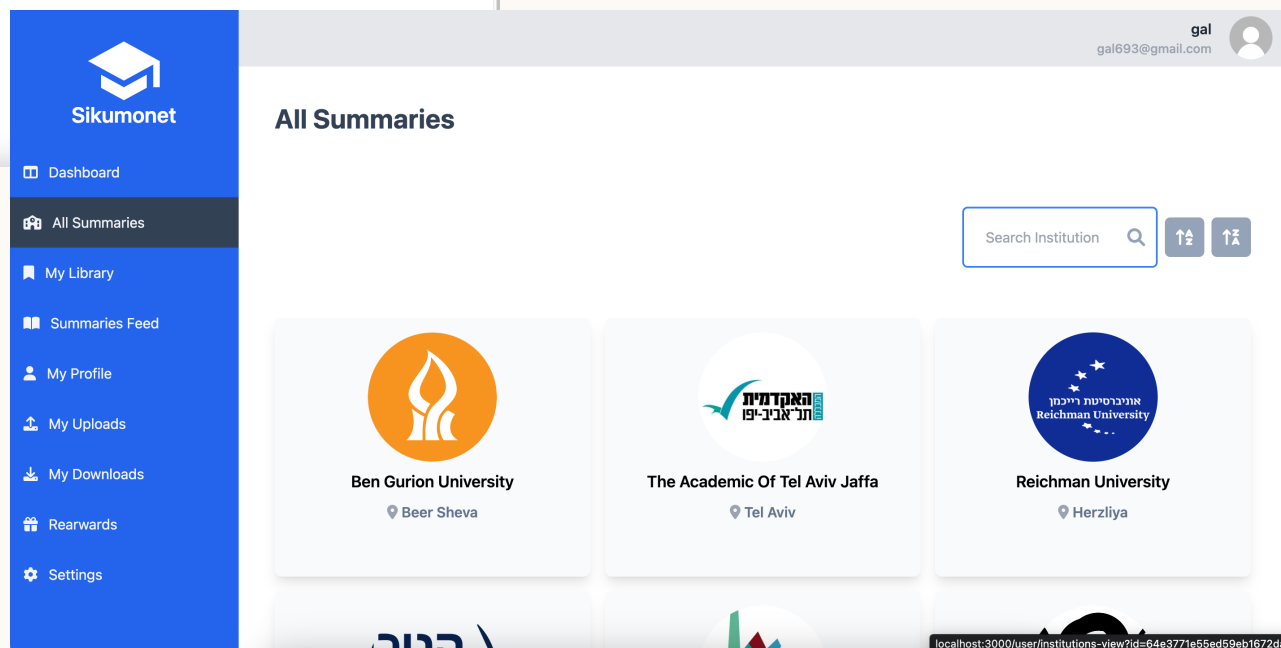 gal
gal693@gmail.com
Sikumonet
Dashboard
All Summaries
My Library
Summaries Feed
My Profile
My Uploads
My Downloads
Rearwards
Settings
All Summaries
Search Institution
Ben Gurion University
Beer Sheva
האקדמית
תל־אביב-יפו
The Academic Of Tel Aviv Jaffa
Tel Aviv
אוניברסיטת רייכמן
Reichman University
Reichman University
Herzliya
localhost:3000/user/institutions-view?id=64e3771e55ed59eb1672d